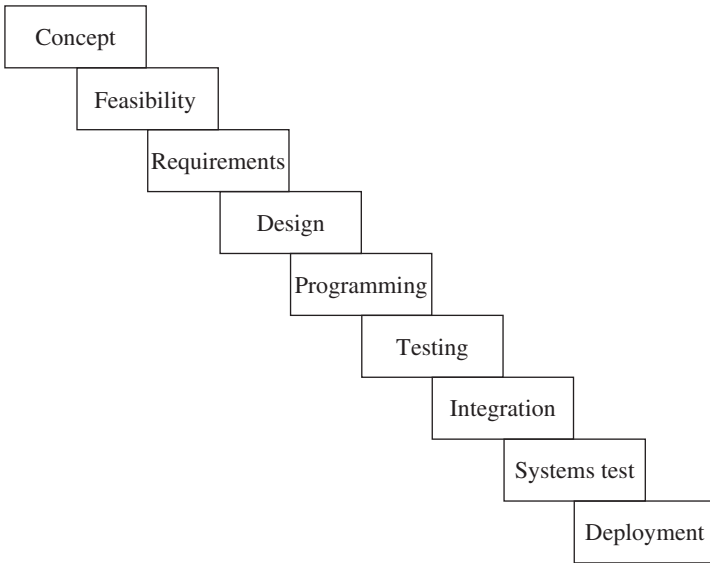 Concept
Feasibility
Requirements
Design
Programming
Testing
Integration
Systems test
Deployment